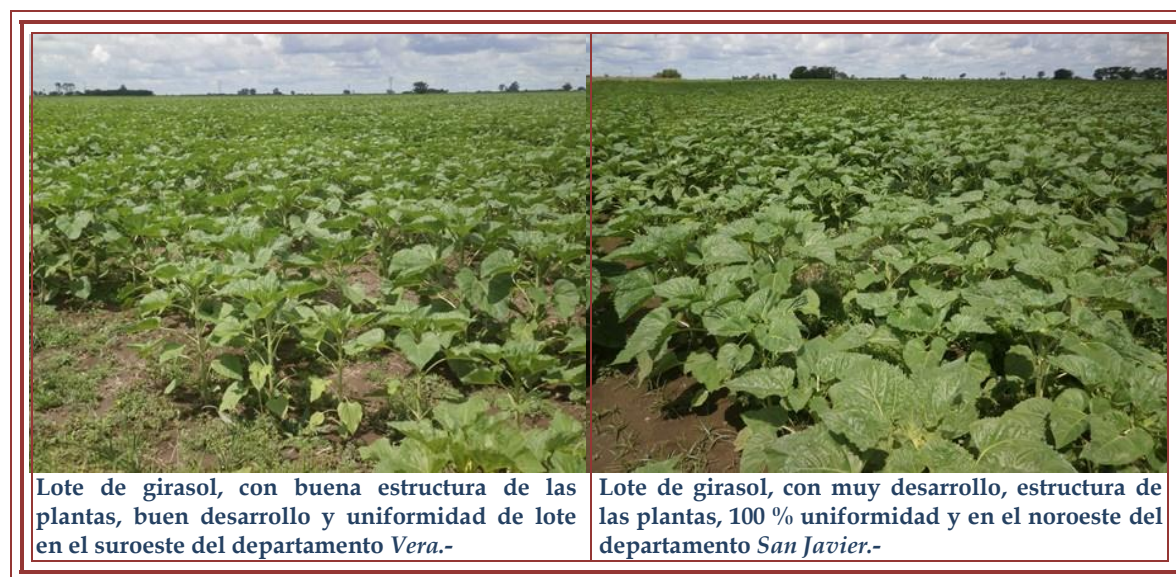 Lote de girasol, con buena estructura de las
plantas, buen desarrollo y uniformidad de lote
en el suroeste del departamento Vera.-
Lote de girasol, con muy desarrollo, estructura de
las plantas, 100 % uniformidad y en el noroeste del
departamento San Javier.-